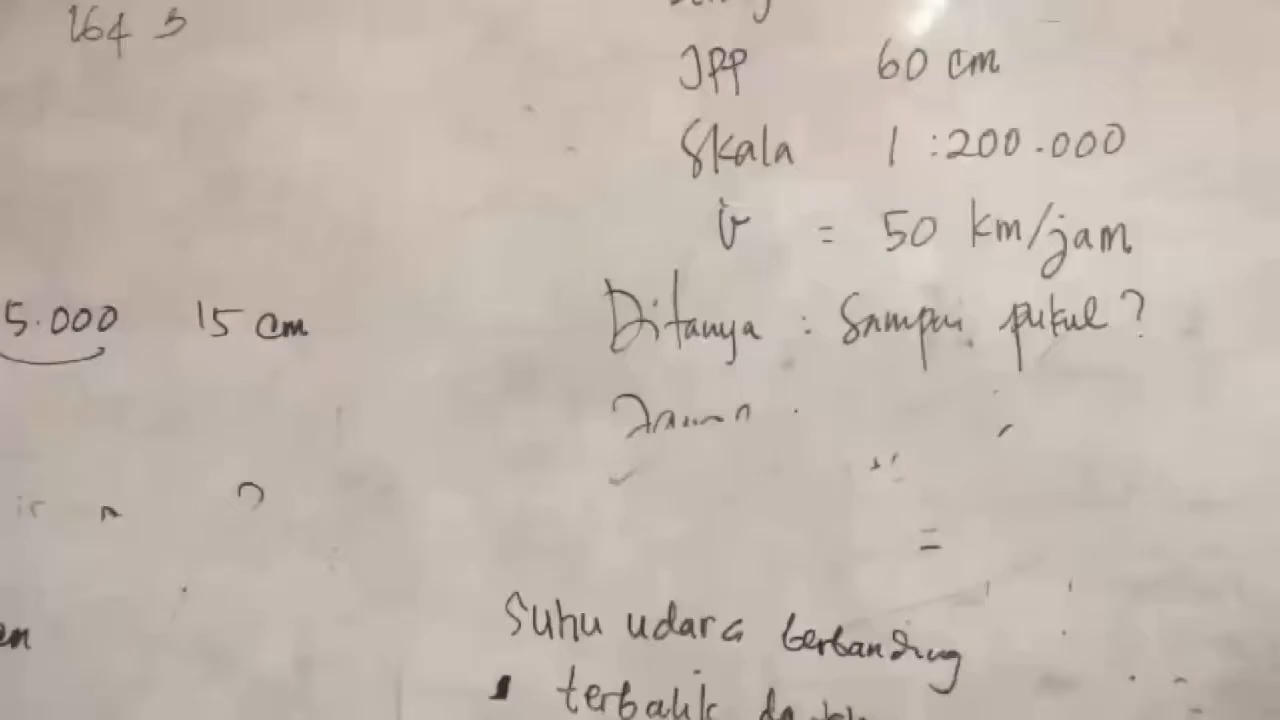 164 5
5.000 15 cm
JPP 60 cm
Skala 1 : 200.000
v = 50 km/jam
Ditanya : Sampai pukul ?
=
Suhu udara berbanding
terbalik